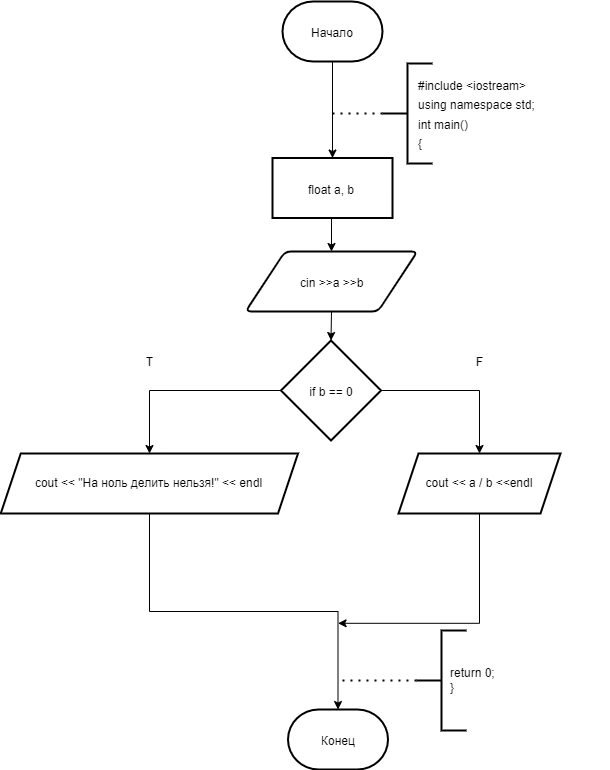 Начало
#include <iostream>
using namespace std;
int main()
{
float a, b
cin >>a >>b
T
F
if b == 0
cout << "На ноль делить нельзя!" << endl
cout << a / b <<endl
return 0;
}
Конец